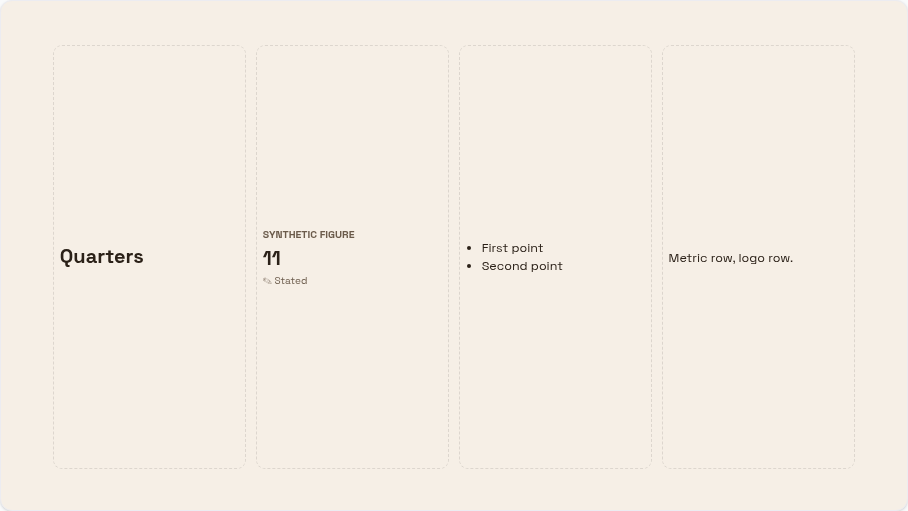 Quarters
SYNTHETIC FIGURE
11
✎ Stated
• First point
• Second point
Metric row, logo row.